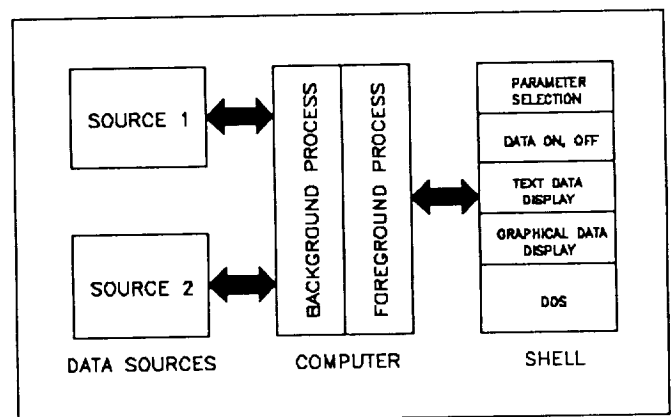 SOURCE 1
SOURCE 2
DATA SOURCES
BACKGROUND PROCESS
FOREGROUND PROCESS
COMPUTER
PARAMETER
SELECTION
DATA ON, OFF
TEXT DATA
DISPLAY
GRAPHICAL DATA
DISPLAY
DOS
SHELL